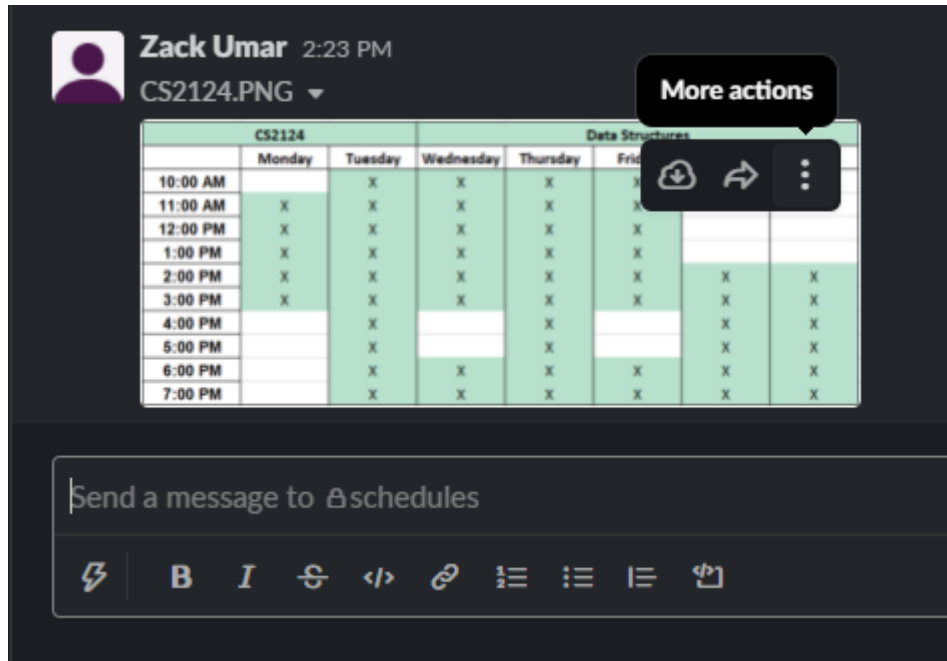 Zack Umar 2:23 PM
CS2124.PNG
More actions
CS2124 Data Structures
Monday Tuesday Wednesday Thursday
10:00 AM X X X X
11:00 AM X X X X X
12:00 PM X X X X X
1:00 PM X X X X X
2:00 PM X X X X X X X
3:00 PM X X X X X X X
4:00 PM X X X X
5:00 PM X X X X
6:00 PM X X X X X X
7:00 PM X X X X X X
Send a message to schedules
B I S </>